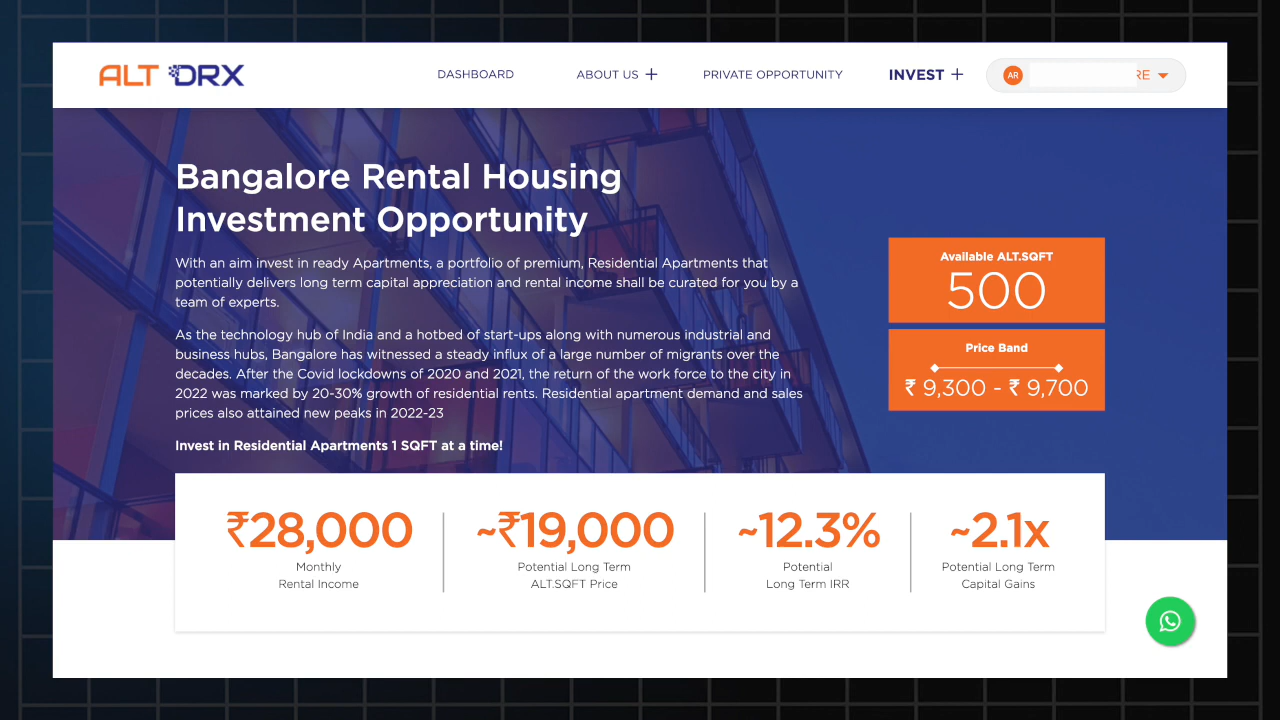 ALT DRX
DASHBOARD
ABOUT US +
PRIVATE OPPORTUNITY
INVEST +
AR
RE
Bangalore Rental Housing
Investment Opportunity
With an aim invest in ready Apartments, a portfolio of premium, Residential Apartments that
potentially delivers long term capital appreciation and rental income shall be curated for you by a
team of experts.
As the technology hub of India and a hotbed of start-ups along with numerous industrial and
business hubs, Bangalore has witnessed a steady influx of a large number of migrants over the
decades. After the Covid lockdowns of 2020 and 2021, the return of the work force to the city in
2022 was marked by 20-30% growth of residential rents. Residential apartment demand and sales
prices also attained new peaks in 2022-23
Invest in Residential Apartments 1 SQFT at a time!
Available ALT.SQFT
500
Price Band
₹ 9,300 - ₹ 9,700
₹28,000
Monthly
Rental Income
~₹19,000
Potential Long Term
ALT.SQFT Price
~12.3%
Potential
Long Term IRR
~2.1x
Potential Long Term
Capital Gains